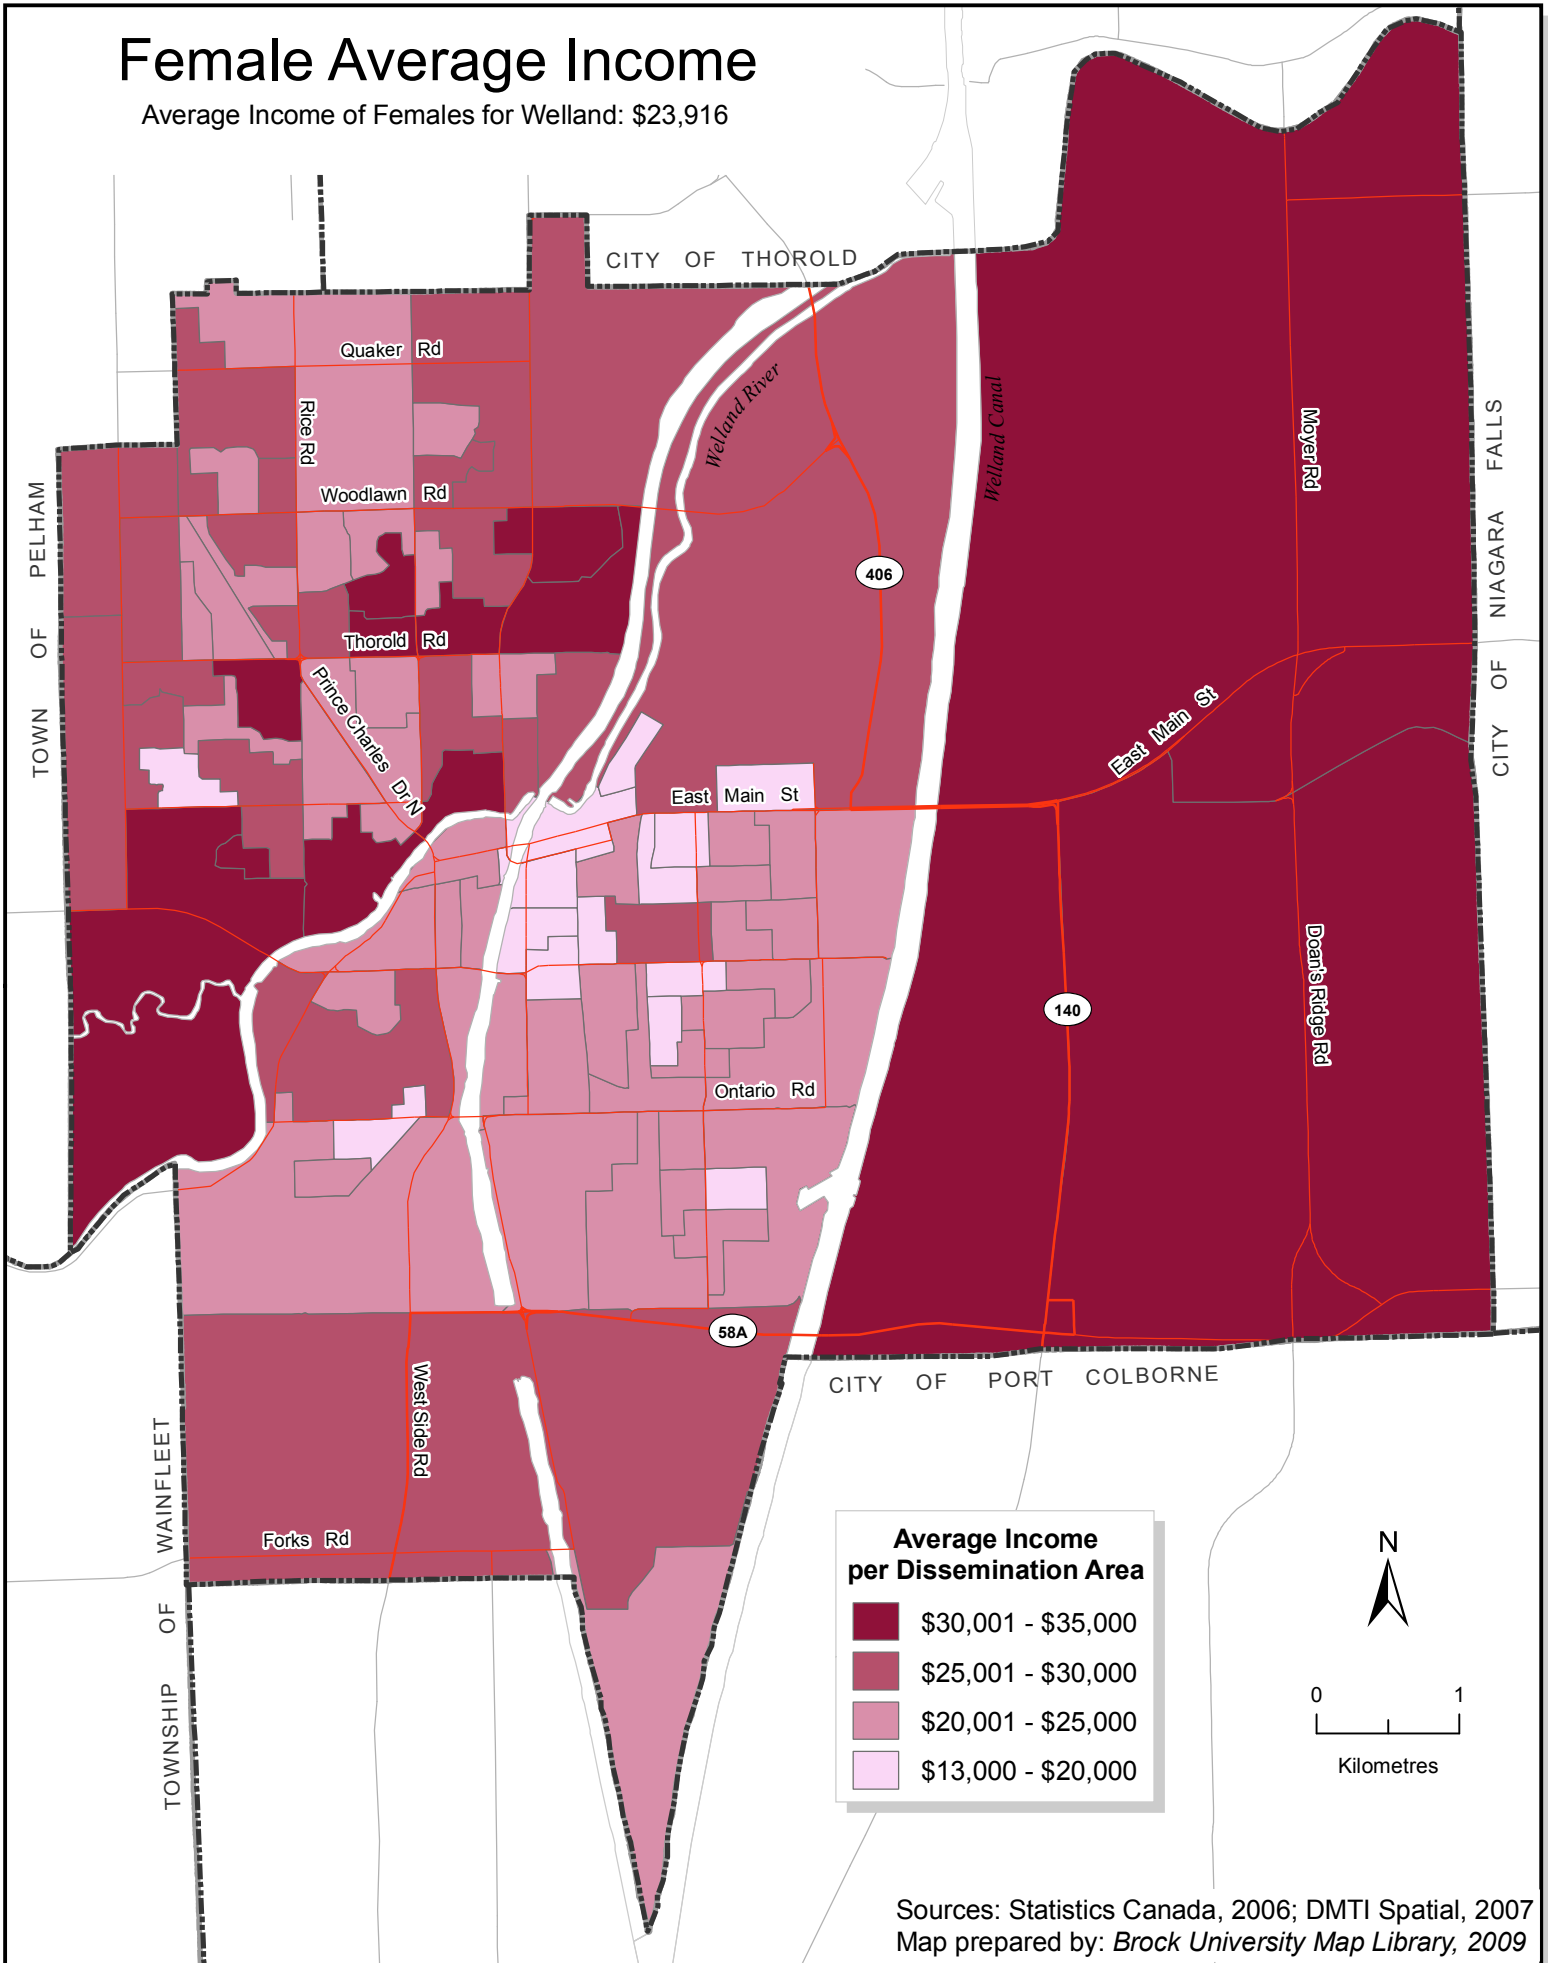 Female Average Income
Average Income of Females for Welland: $23,916
CITY OF THOROLD
Quaker Rd
Rice Rd
Welland River
Welland Canal
Moyer Rd
CITY OF NIAGARA FALLS
TOWN OF PELHAM
Woodlawn Rd
406
Thorold Rd
Prince Charles Dr N
East Main St
East Main St
140
Doan's Ridge Rd
Ontario Rd
58A
CITY OF PORT COLBORNE
West Side Rd
TOWNSHIP OF WAINFLEET
Forks Rd
Average Income
per Dissemination Area
$30,001 - $35,000
$25,001 - $30,000
$20,001 - $25,000
$13,000 - $20,000
N
0 1
Kilometres
Sources: Statistics Canada, 2006; DMTI Spatial, 2007
Map prepared by: Brock University Map Library, 2009